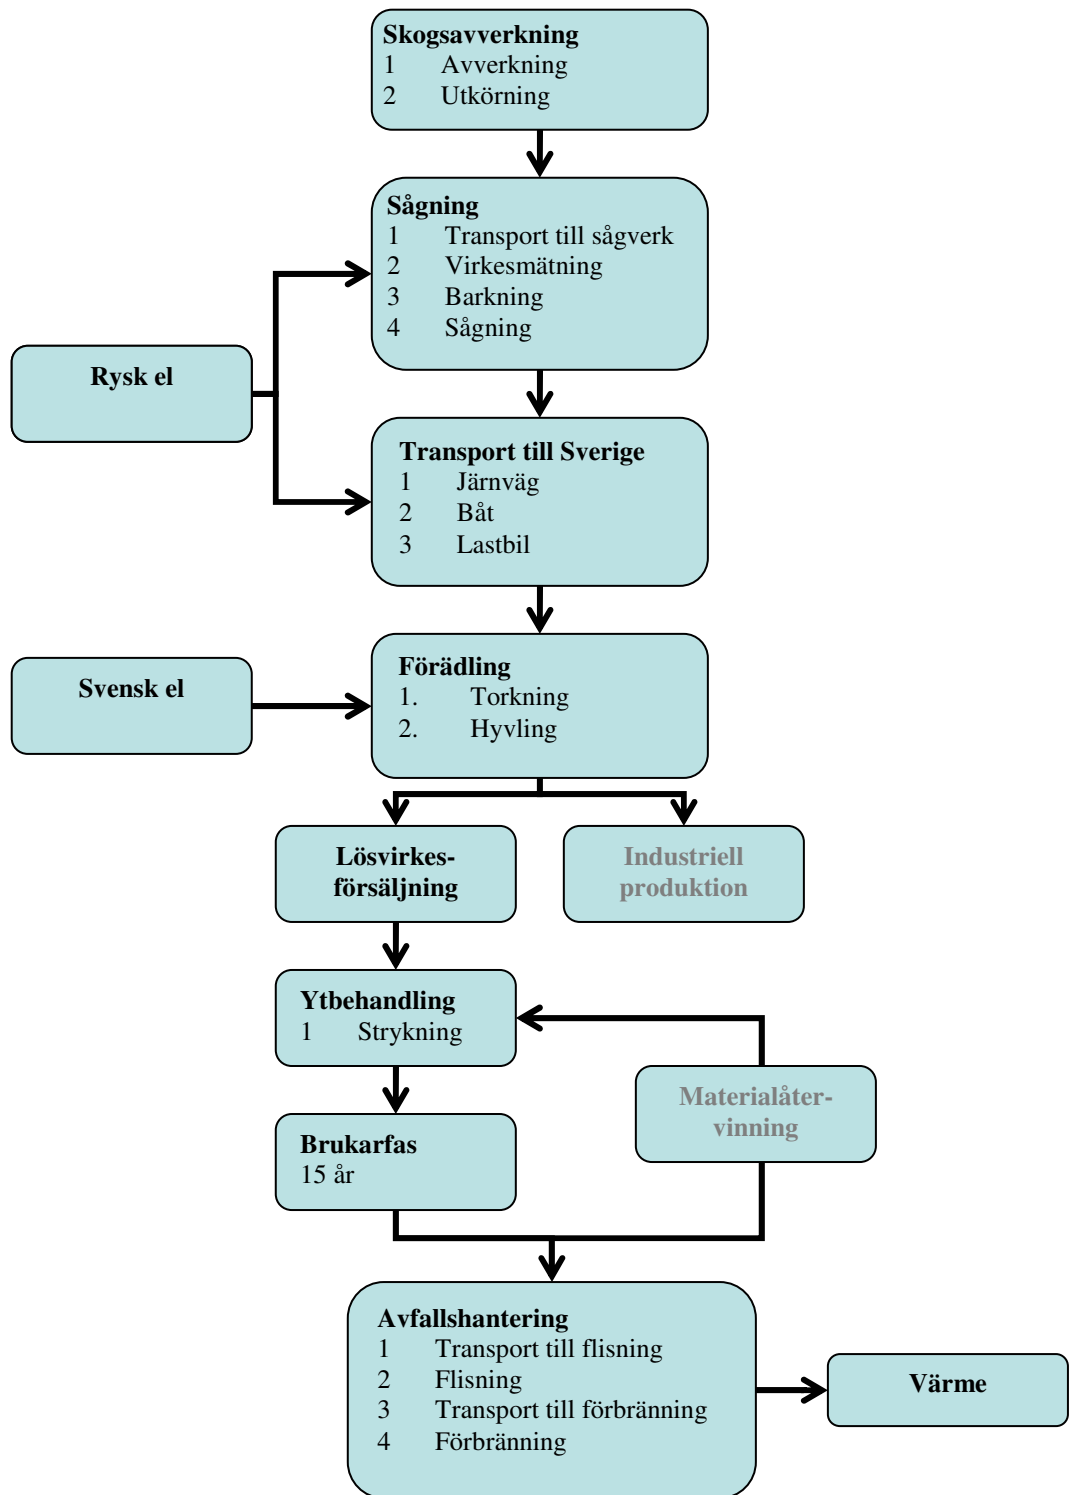 Skogsavverkning
1 Avverkning
2 Utkörning
Sågning
1 Transport till sågverk
2 Virkesmätning
3 Barkning
4 Sågning
Rysk el
Transport till Sverige
1 Järnväg
2 Båt
3 Lastbil
Svensk el
Förädling
1. Torkning
2. Hyvling
Lösvirkes-
försäljning
Industriell
produktion
Ytbehandling
1 Strykning
Materialåter-
vinning
Brukarfas
15 år
Avfallshantering
1 Transport till flisning
2 Flisning
3 Transport till förbränning
4 Förbränning
Värme